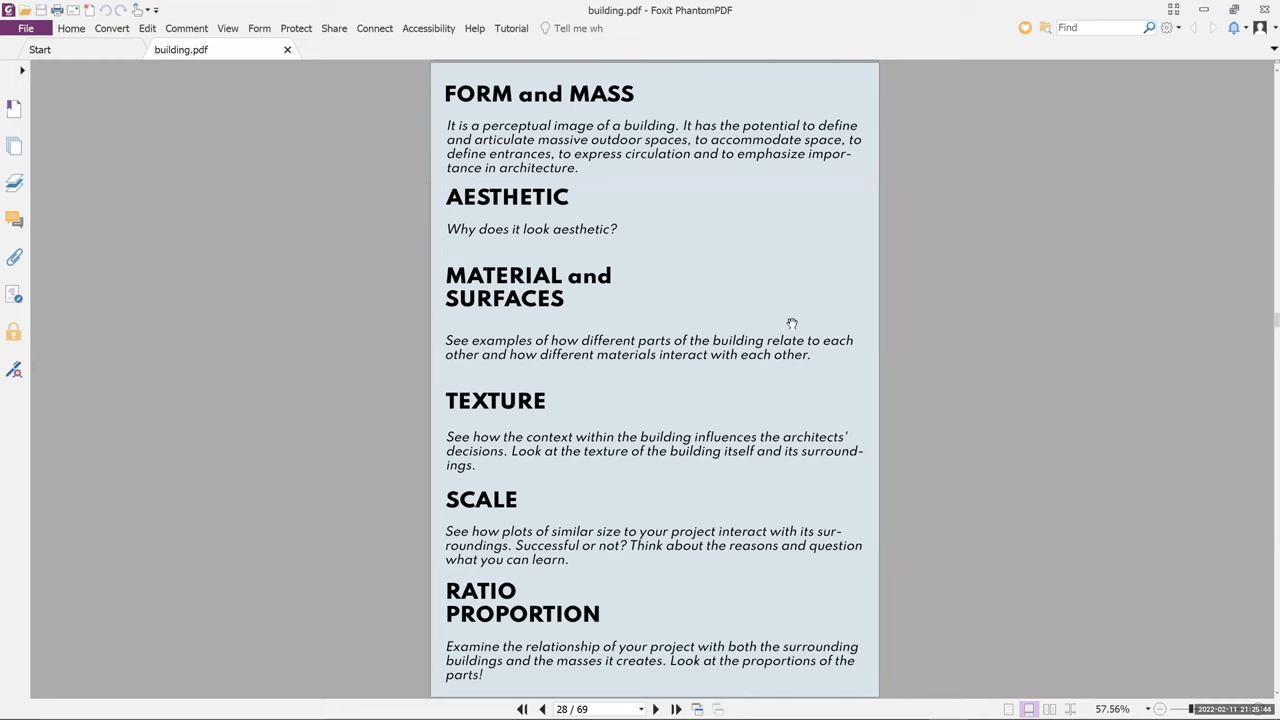 building.pdf - Foxit PhantomPDF
File Home Convert Edit Comment View Form Protect Share Connect Accessibility Help Tutorial Tell me wh Find
Start building.pdf
FORM and MASS
It is a perceptual image of a building. It has the potential to define
and articulate massive outdoor spaces, to accommodate space, to
define entrances, to express circulation and to emphasize impor-
tance in architecture.
AESTHETIC
Why does it look aesthetic?
MATERIAL and
SURFACES
See examples of how different parts of the building relate to each
other and how different materials interact with each other.
TEXTURE
See how the context within the building influences the architects'
decisions. Look at the texture of the building itself and its surround-
ings.
SCALE
See how plots of similar size to your project interact with its sur-
roundings. Successful or not? Think about the reasons and question
what you can learn.
RATIO
PROPORTION
Examine the relationship of your project with both the surrounding
buildings and the masses it creates. Look at the proportions of the
parts!
28 / 69 57.56% 2022-02-11